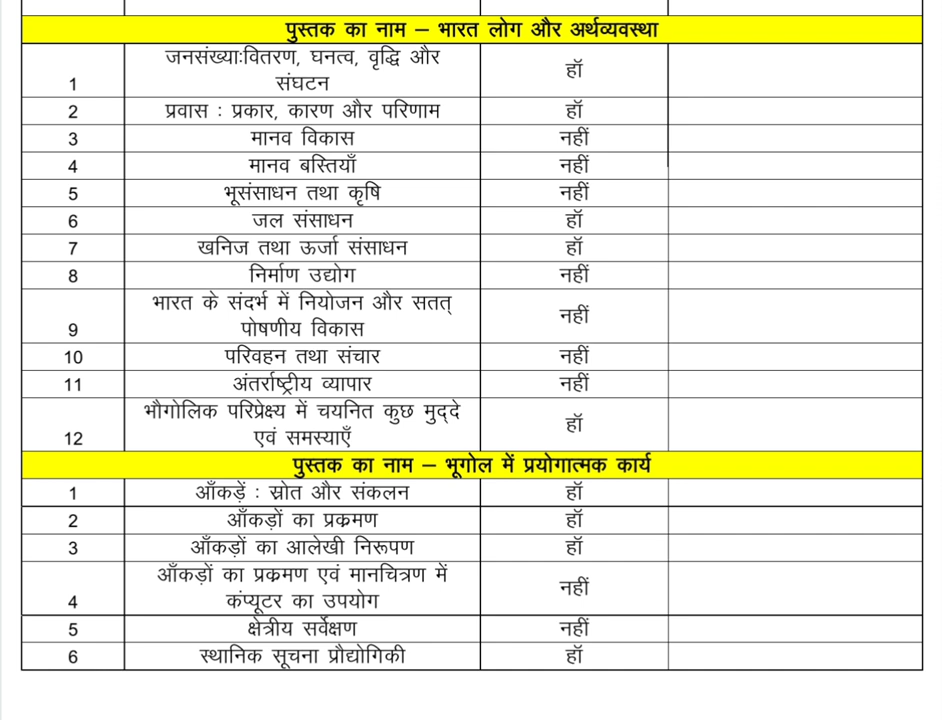 पुस्तक का नाम – भारत लोग और अर्थव्यवस्था
जनसंख्या:वितरण, घनत्व, वृद्धि और
1 संघटन हॉ
2 प्रवास : प्रकार, कारण और परिणाम हॉ
3 मानव विकास नहीं
4 मानव बस्तियाँ नहीं
5 भूसंसाधन तथा कृषि नहीं
6 जल संसाधन हॉ
7 खनिज तथा ऊर्जा संसाधन हॉ
8 निर्माण उद्योग नहीं
भारत के संदर्भ में नियोजन और सतत्
9 पोषणीय विकास नहीं
10 परिवहन तथा संचार नहीं
11 अंतर्राष्ट्रीय व्यापार नहीं
भौगोलिक परिप्रेक्ष्य में चयनित कुछ मुद्दे
12 एवं समस्याएँ हॉ
पुस्तक का नाम – भूगोल में प्रयोगात्मक कार्य
1 आँकड़ें : स्रोत और संकलन हॉ
2 आँकड़ों का प्रक्रमण हॉ
3 आँकड़ों का आलेखी निरूपण हॉ
आँकड़ों का प्रक्रमण एवं मानचित्रण में
4 कंप्यूटर का उपयोग नहीं
5 क्षेत्रीय सर्वेक्षण नहीं
6 स्थानिक सूचना प्रौद्योगिकी हॉ